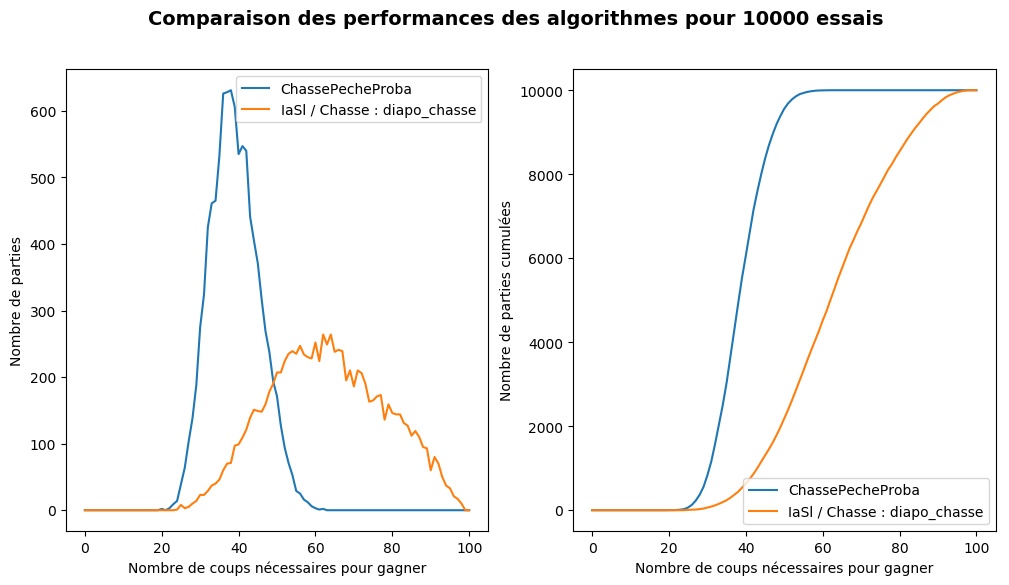 Comparaison des performances des algorithmes pour 10000 essais
Nombre de parties
600
500
400
300
200
100
0
ChassePecheProba
IaSl / Chasse : diapo_chasse
0
20
40
60
80
100
Nombre de coups nécessaires pour gagner
Nombre de parties cumulées
10000
8000
6000
4000
2000
0
ChassePecheProba
IaSl / Chasse : diapo_chasse
0
20
40
60
80
100
Nombre de coups nécessaires pour gagner